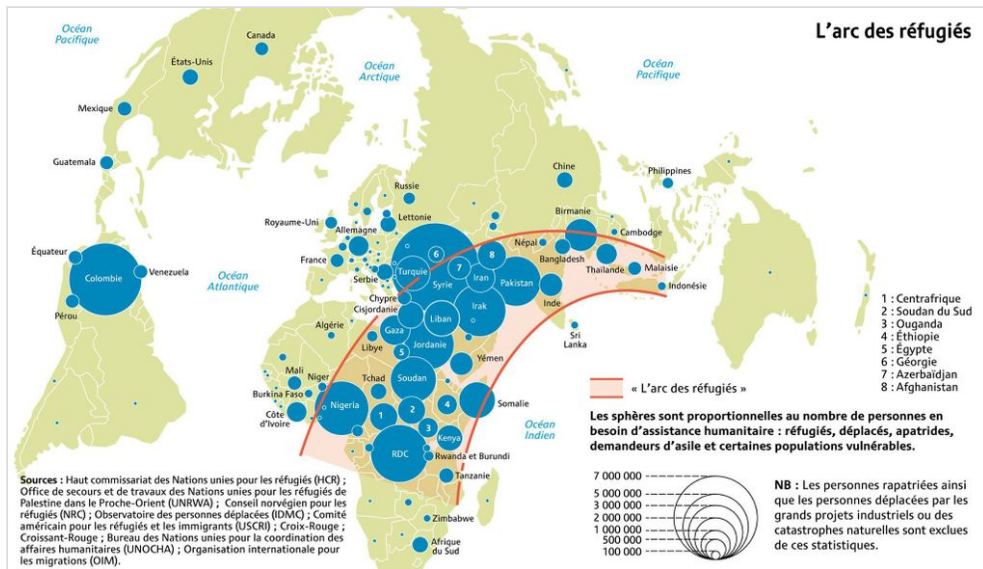 L'arc des réfugiés
Océan
Pacifique
Canada
États-Unis
Océan
Arctique
Océan
Pacifique
Mexique
Guatemala
Chine
Philippines
Russie
Royaume-Uni
Lettonie
Allemagne
Birmanie
Cambodge
Népal
Bangladesh
France
Équateur
Colombie
Venezuela
Océan
Atlantique
Serbie
Turquie
6
7
8
Syrie
Iran
Pakistan
Thaïlande
Malaisie
Indonésie
Inde
Chypre
Cisjordanie
Irak
Pérou
Gaza
Liban
Algérie
Libye
Jordanie
5
Sri
Lanka
Yémen
Mali
Niger
Tchad
Soudan
Burkina Faso
Côte
d'Ivoire
Nigeria
1
2
3
4
Somalie
Océan
Indien
Kenya
RDC
Rwanda et Burundi
Tanzanie
Zimbabwe
Afrique
du Sud
1 : Centrafrique
2 : Soudan du Sud
3 : Ouganda
4 : Éthiopie
5 : Égypte
6 : Géorgie
7 : Azerbaïdjan
8 : Afghanistan
« L'arc des réfugiés »
Les sphères sont proportionnelles au nombre de personnes en
besoin d'assistance humanitaire : réfugiés, déplacés, apatrides,
demandeurs d'asile et certaines populations vulnérables.
7 000 000
5 000 000
3 000 000
2 000 000
1 000 000
500 000
100 000
NB : Les personnes rapatriées ainsi
que les personnes déplacées par les
grands projets industriels ou des
catastrophes naturelles sont exclues
de ces statistiques.
Sources : Haut commissariat des Nations unies pour les réfugiés (HCR) ;
Office de secours et de travaux des Nations unies pour les réfugiés de
Palestine dans le Proche-Orient (UNRWA) ; Conseil norvégien pour les
réfugiés (NRC) ; Observatoire des personnes déplacées (IDMC) ; Comité
américain pour les réfugiés et les immigrants (USCRI) ; Croix-Rouge ;
Croissant-Rouge ; Bureau des Nations unies pour la coordination des
affaires humanitaires (UNOCHA) ; Organisation internationale pour
les migrations (OIM).